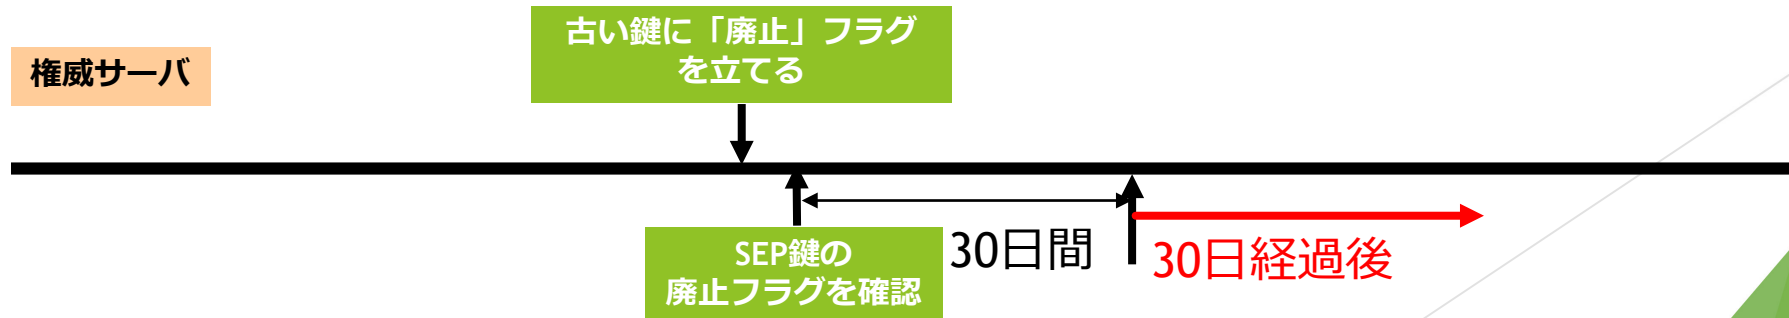 古い鍵に「廃止」フラグ
を立てる
権威サーバ
SEP鍵の
廃止フラグを確認
30日間
30日経過後